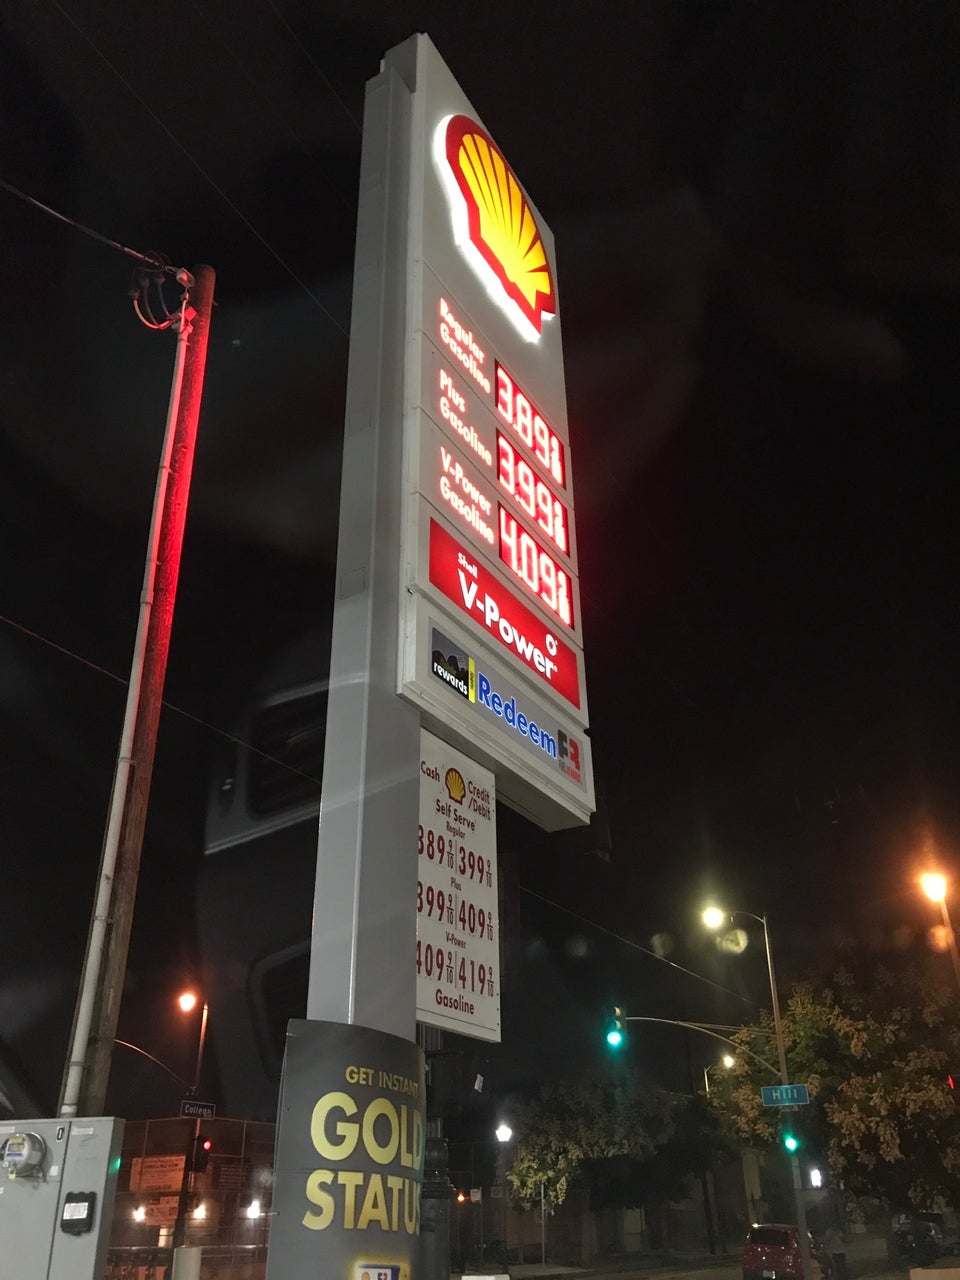 Regular
Gasoline
3.89 9/10
Plus
Gasoline
3.99 9/10
V-Power
Gasoline
4.09 9/10
Shell
V-Power
rewards
Redeem
FR
Cash
Credit
/Debit
Self Serve
Regular
389 9/10 399 9/10
Plus
399 9/10 409 9/10
V-Power
409 9/10 419 9/10
Gasoline
GET INSTANT
GOLD
STATUS
College
Hill